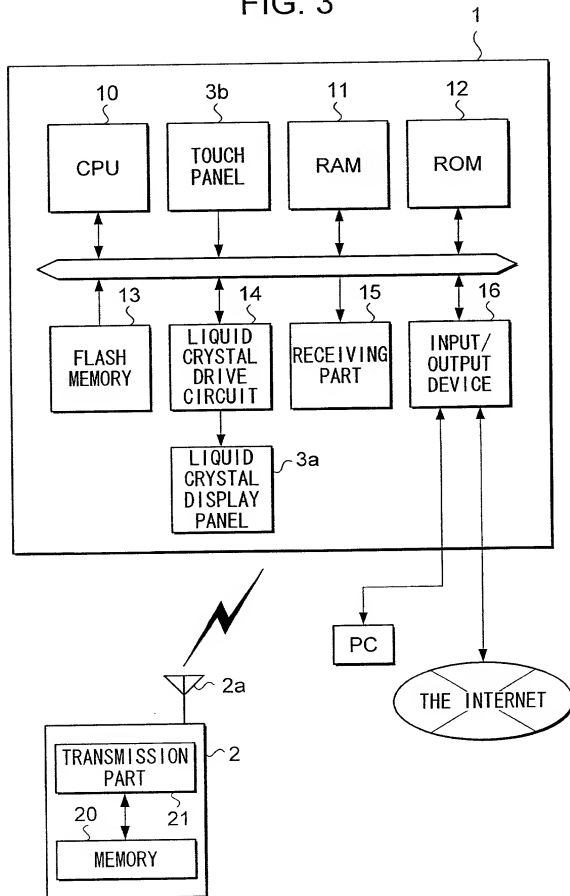 FIG. 3
1
10
3b
11
12
CPU
TOUCH
PANEL
RAM
ROM
13
14
15
16
FLASH
MEMORY
LIQUID
CRYSTAL
DRIVE
CIRCUIT
RECEIVING
PART
INPUT/
OUTPUT
DEVICE
LIQUID
CRYSTAL
DISPLAY
PANEL
3a
PC
THE INTERNET
2a
2
TRANSMISSION
PART
20
21
MEMORY